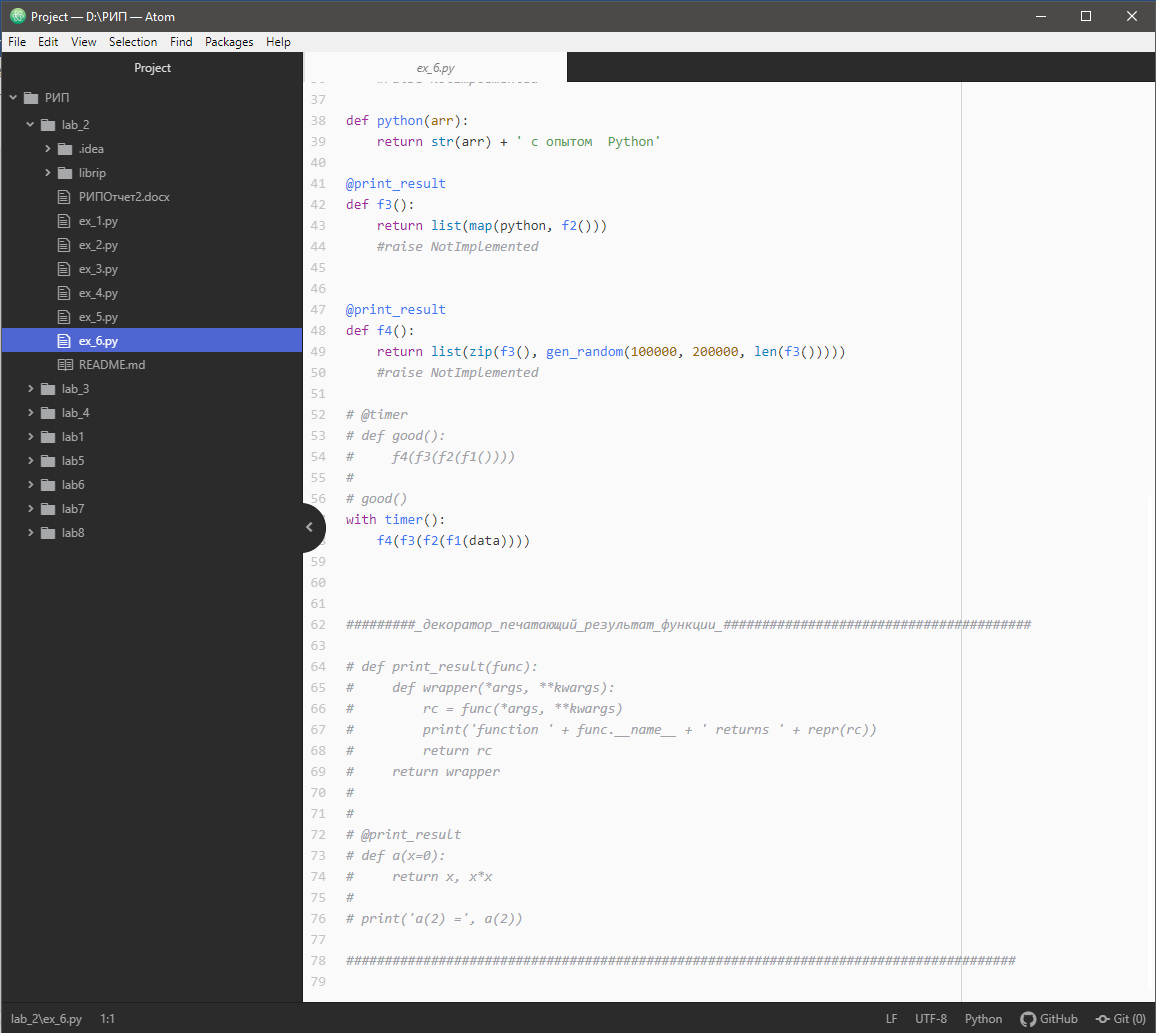 Project — D:\РИП — Atom
File Edit View Selection Find Packages Help
Project
РИП
lab_2
.idea
librip
РИПОтчет2.docx
ex_1.py
ex_2.py
ex_3.py
ex_4.py
ex_5.py
ex_6.py
README.md
lab_3
lab_4
lab1
lab5
lab6
lab7
lab8
ex_6.py
37
38 def python(arr):
39     return str(arr) + ' с опытом  Python'
40
41 @print_result
42 def f3():
43     return list(map(python, f2()))
44     #raise NotImplemented
45
46
47 @print_result
48 def f4():
49     return list(zip(f3(), gen_random(100000, 200000, len(f3()))))
50     #raise NotImplemented
51
52 # @timer
53 # def good():
54 #     f4(f3(f2(f1())))
55 #
56 # good()
with timer():
    f4(f3(f2(f1(data))))
59
60
61
62 #########_декоратор_печатающий_результат_функции_########################################
63
64 # def print_result(func):
65 #     def wrapper(*args, **kwargs):
66 #         rc = func(*args, **kwargs)
67 #         print('function ' + func.__name__ + ' returns ' + repr(rc))
68 #         return rc
69 #     return wrapper
70 #
71 #
72 # @print_result
73 # def a(x=0):
74 #     return x, x*x
75 #
76 # print('a(2) =', a(2))
77
78 #######################################################################################
79
lab_2\ex_6.py 1:1 LF UTF-8 Python GitHub Git (0)